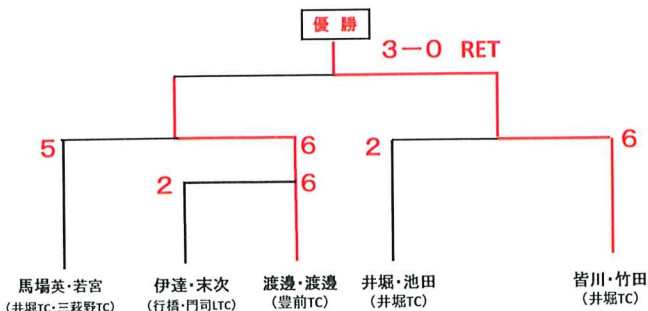 優勝
3-0 RET
5
6
2
6
2
6
馬場英・若宮
(井堀TC・三萩野TC)
伊達・末次
(行橋・門司LTC)
渡邊・渡邊
(豊前TC)
井堀・池田
(井堀TC)
皆川・竹田
(井堀TC)